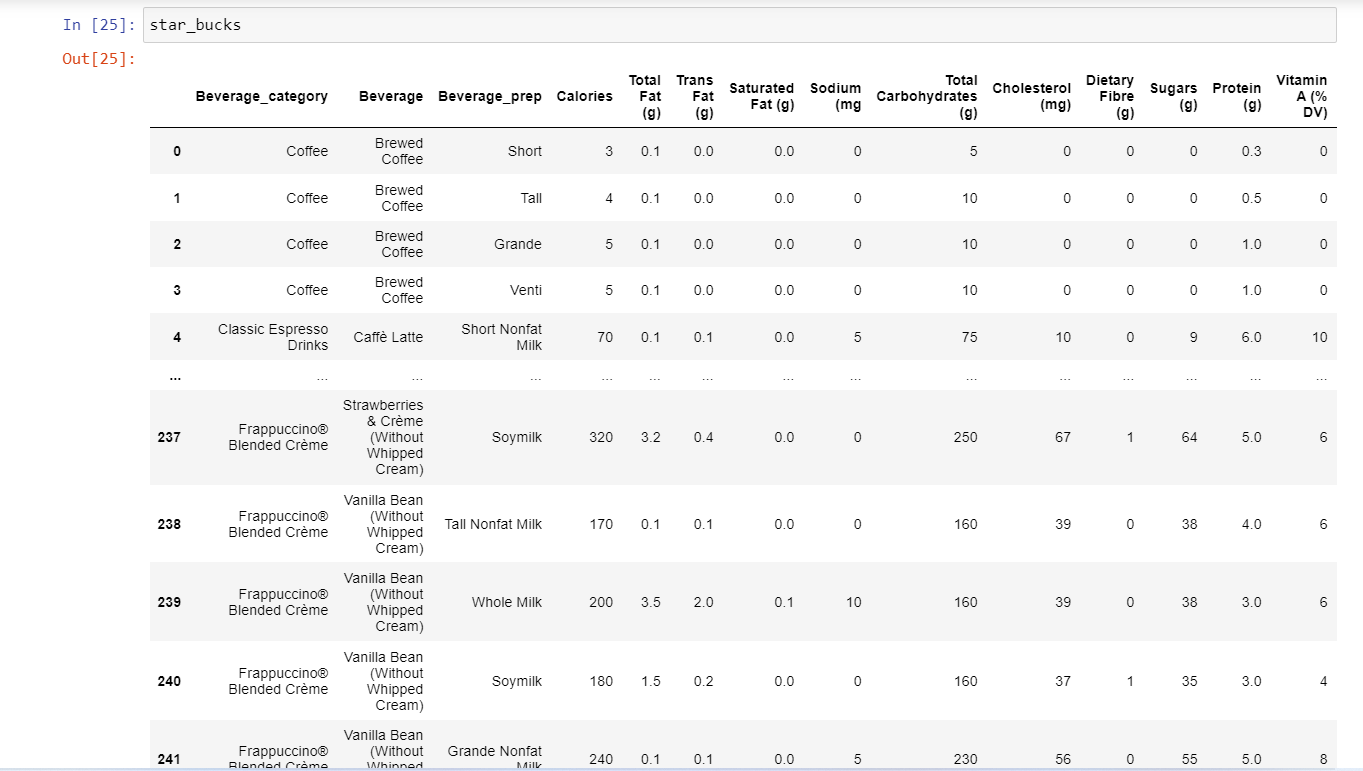 In [25]: star_bucks
Out[25]:
Beverage_category Beverage Beverage_prep Calories Total Fat (g) Trans Fat (g) Saturated Fat (g) Sodium (mg Total Carbohydrates (g) Cholesterol (mg) Dietary Fibre (g) Sugars (g) Protein (g) Vitamin A (% DV)
0 Coffee Brewed Coffee Short 3 0.1 0.0 0.0 0 5 0 0 0 0.3 0
1 Coffee Brewed Coffee Tall 4 0.1 0.0 0.0 0 10 0 0 0 0.5 0
2 Coffee Brewed Coffee Grande 5 0.1 0.0 0.0 0 10 0 0 0 1.0 0
3 Coffee Brewed Coffee Venti 5 0.1 0.0 0.0 0 10 0 0 0 1.0 0
4 Classic Espresso Drinks Caffè Latte Short Nonfat Milk 70 0.1 0.1 0.0 5 75 10 0 9 6.0 10
... ... ... ... ... ... ... ... ... ... ... ... ... ... ...
237 Frappuccino® Blended Crème Strawberries & Crème (Without Whipped Cream) Soymilk 320 3.2 0.4 0.0 0 250 67 1 64 5.0 6
238 Frappuccino® Blended Crème Vanilla Bean (Without Whipped Cream) Tall Nonfat Milk 170 0.1 0.1 0.0 0 160 39 0 38 4.0 6
239 Frappuccino® Blended Crème Vanilla Bean (Without Whipped Cream) Whole Milk 200 3.5 2.0 0.1 10 160 39 0 38 3.0 6
240 Frappuccino® Blended Crème Vanilla Bean (Without Whipped Cream) Soymilk 180 1.5 0.2 0.0 0 160 37 1 35 3.0 4
241 Frappuccino® Blended Crème Vanilla Bean (Without Whipped Grande Nonfat Milk 240 0.1 0.1 0.0 5 230 56 0 55 5.0 8